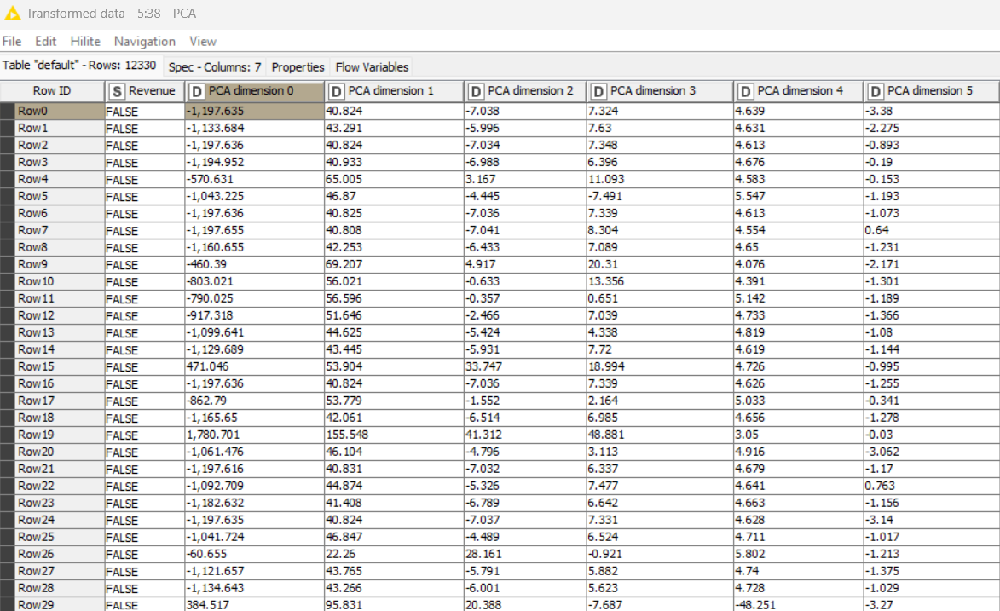 Transformed data - 5:38 - PCA
File Edit Hilite Navigation View
Table "default" - Rows: 12330 Spec - Columns: 7 Properties Flow Variables
Row ID S Revenue D PCA dimension 0 D PCA dimension 1 D PCA dimension 2 D PCA dimension 3 D PCA dimension 4 D PCA dimension 5
Row0 FALSE -1,197.635 40.824 -7.038 7.324 4.639 -3.38
Row1 FALSE -1,133.684 43.291 -5.996 7.63 4.631 -2.275
Row2 FALSE -1,197.636 40.824 -7.034 7.348 4.613 -0.893
Row3 FALSE -1,194.952 40.933 -6.988 6.396 4.676 -0.19
Row4 FALSE -570.631 65.005 3.167 11.093 4.583 -0.153
Row5 FALSE -1,043.225 46.87 -4.445 -7.491 5.547 -1.193
Row6 FALSE -1,197.636 40.825 -7.036 7.339 4.613 -1.073
Row7 FALSE -1,197.655 40.808 -7.041 8.304 4.554 0.64
Row8 FALSE -1,160.655 42.253 -6.433 7.089 4.65 -1.231
Row9 FALSE -460.39 69.207 4.917 20.31 4.076 -2.171
Row10 FALSE -803.021 56.021 -0.633 13.356 4.391 -1.301
Row11 FALSE -790.025 56.596 -0.357 0.651 5.142 -1.189
Row12 FALSE -917.318 51.646 -2.466 7.039 4.733 -1.366
Row13 FALSE -1,099.641 44.625 -5.424 4.338 4.819 -1.08
Row14 FALSE -1,129.689 43.445 -5.931 7.72 4.619 -1.144
Row15 FALSE 471.046 53.904 33.747 18.994 4.726 -0.995
Row16 FALSE -1,197.636 40.824 -7.036 7.339 4.626 -1.255
Row17 FALSE -862.79 53.779 -1.552 2.164 5.033 -0.341
Row18 FALSE -1,165.65 42.061 -6.514 6.985 4.656 -1.278
Row19 FALSE 1,780.701 155.548 41.312 48.881 3.05 -0.03
Row20 FALSE -1,061.476 46.104 -4.796 3.113 4.916 -3.062
Row21 FALSE -1,197.616 40.831 -7.032 6.337 4.679 -1.17
Row22 FALSE -1,092.709 44.874 -5.326 7.477 4.641 0.763
Row23 FALSE -1,182.632 41.408 -6.789 6.642 4.663 -1.156
Row24 FALSE -1,197.635 40.824 -7.037 7.331 4.628 -3.14
Row25 FALSE -1,041.724 46.847 -4.489 6.524 4.711 -1.017
Row26 FALSE -60.655 22.26 28.161 -0.921 5.802 -1.213
Row27 FALSE -1,121.657 43.765 -5.791 5.882 4.74 -1.375
Row28 FALSE -1,134.643 43.266 -6.001 5.623 4.728 -1.029
Row29 FALSE 384.517 95.831 20.388 -7.687 -48.251 -3.27